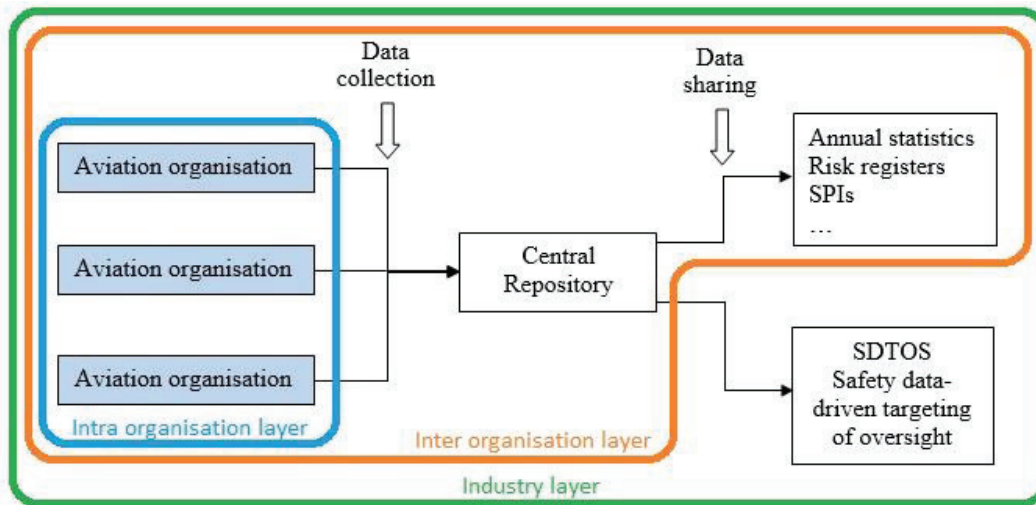 Data
collection
Data
sharing
Aviation organisation
Annual statistics
Risk registers
SPIs
...
Aviation organisation
Central
Repository
Aviation organisation
SDTOS
Safety data-
driven targeting
of oversight
Intra organisation layer
Inter organisation layer
Industry layer